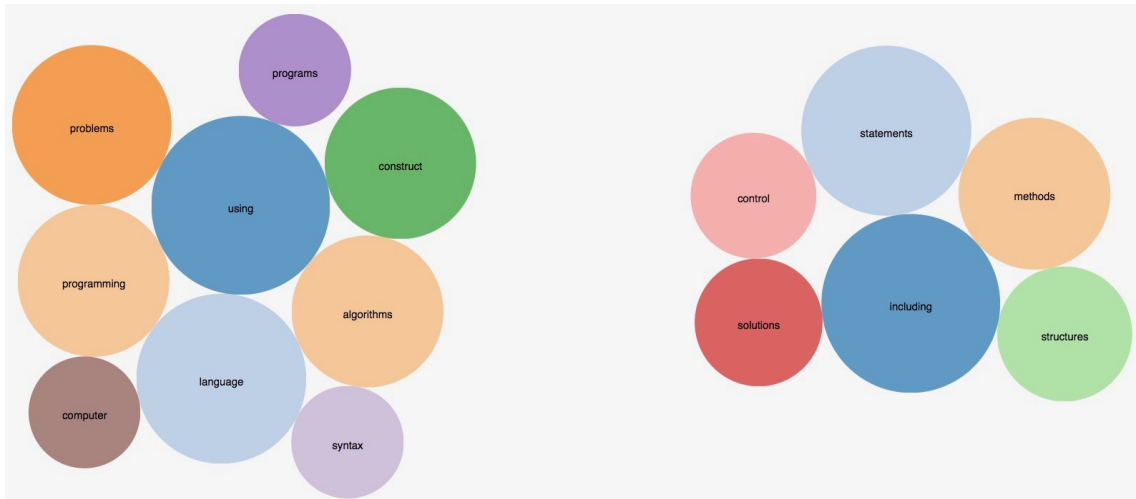 programs
problems
construct
using
programming
algorithms
language
computer
syntax
statements
control
methods
including
solutions
structures